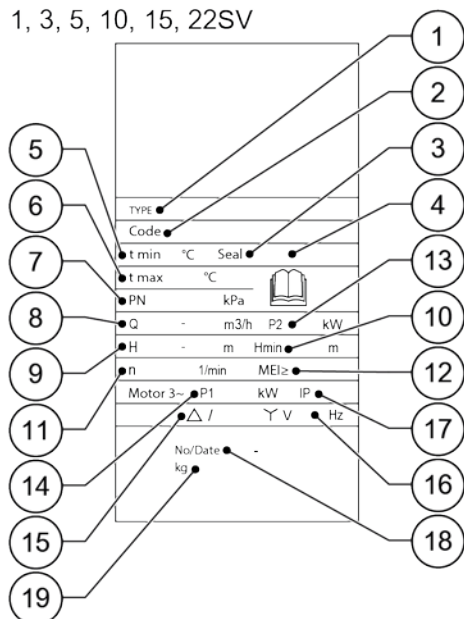 1, 3, 5, 10, 15, 22SV
1
2
3
4
5
6
7
8
9
10
11
12
13
14
15
16
17
18
19
TYPE
Code
t min °C Seal
t max °C
PN kPa
Q - m3/h P2 kW
H - m Hmin m
n 1/min MEI≥
Motor 3~ P1 kW IP
△ / Y V Hz
No/Date -
kg